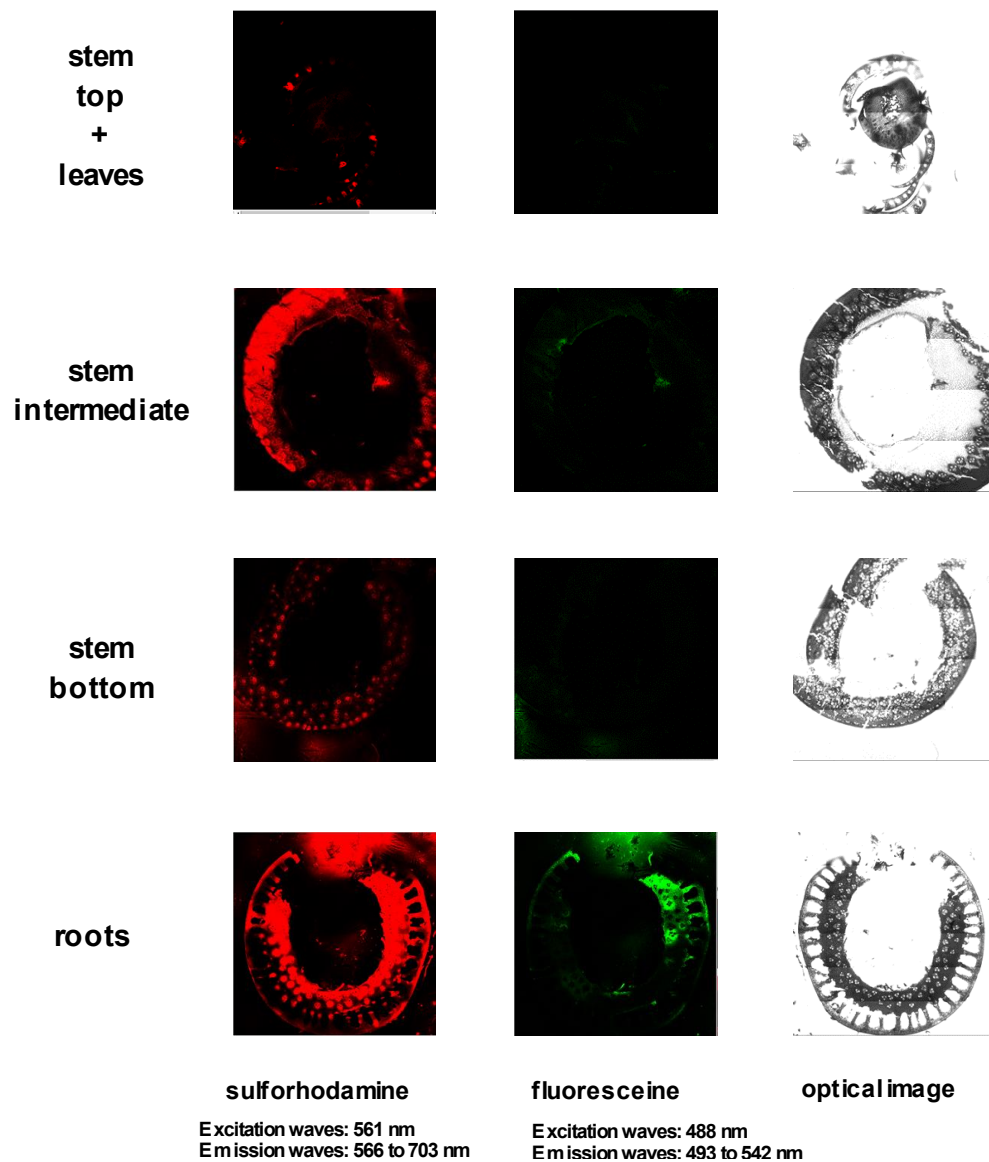 stem
top
+
leaves
stem
intermediate
stem
bottom
roots
sulforhodamine
fluoresceine
optical image
Excitation waves: 561 nm
Emission waves: 566 to 703 nm
Excitation waves: 488 nm
Emission waves: 493 to 542 nm